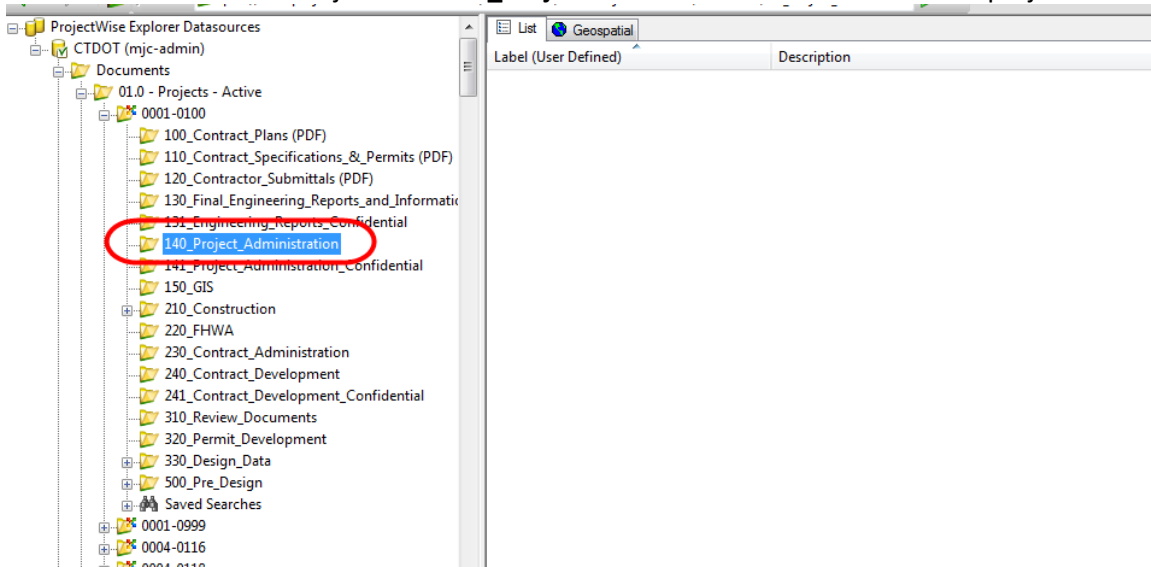 ProjectWise Explorer Datasources
CTDOT (mjc-admin)
Documents
01.0 - Projects - Active
0001-0100
100_Contract_Plans (PDF)
110_Contract_Specifications_&_Permits (PDF)
120_Contractor_Submittals (PDF)
130_Final_Engineering_Reports_and_Informatic
131_Engineering_Reports_Confidential
140_Project_Administration
141_Project_Administration_Confidential
150_GIS
210_Construction
220_FHWA
230_Contract_Administration
240_Contract_Development
241_Contract_Development_Confidential
310_Review_Documents
320_Permit_Development
330_Design_Data
500_Pre_Design
Saved Searches
0001-0999
0004-0116
List Geospatial
Label (User Defined) Description